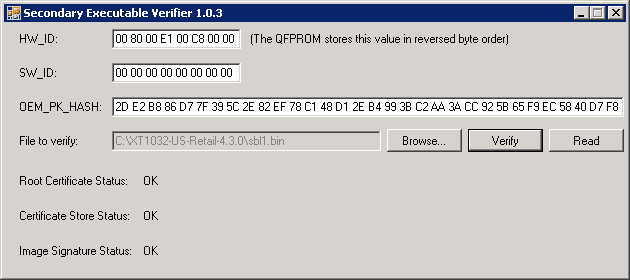 Secondary Executable Verifier 1.0.3
HW_ID: 00 80 00 E1 00 C8 00 00 (The QFPROM stores this value in reversed byte order)
SW_ID: 00 00 00 00 00 00 00 00
OEM_PK_HASH: 2D E2 B8 86 D7 7F 39 5C 2E 82 EF 78 C1 48 D1 2E B4 99 3B C2 AA 3A CC 92 5B 65 F9 EC 58 40 D7 F8
File to verify: C:\XT1032-US-Retail-4.3.0\sbl1.bin Browse... Verify Read
Root Certificate Status: OK
Certificate Store Status: OK
Image Signature Status: OK